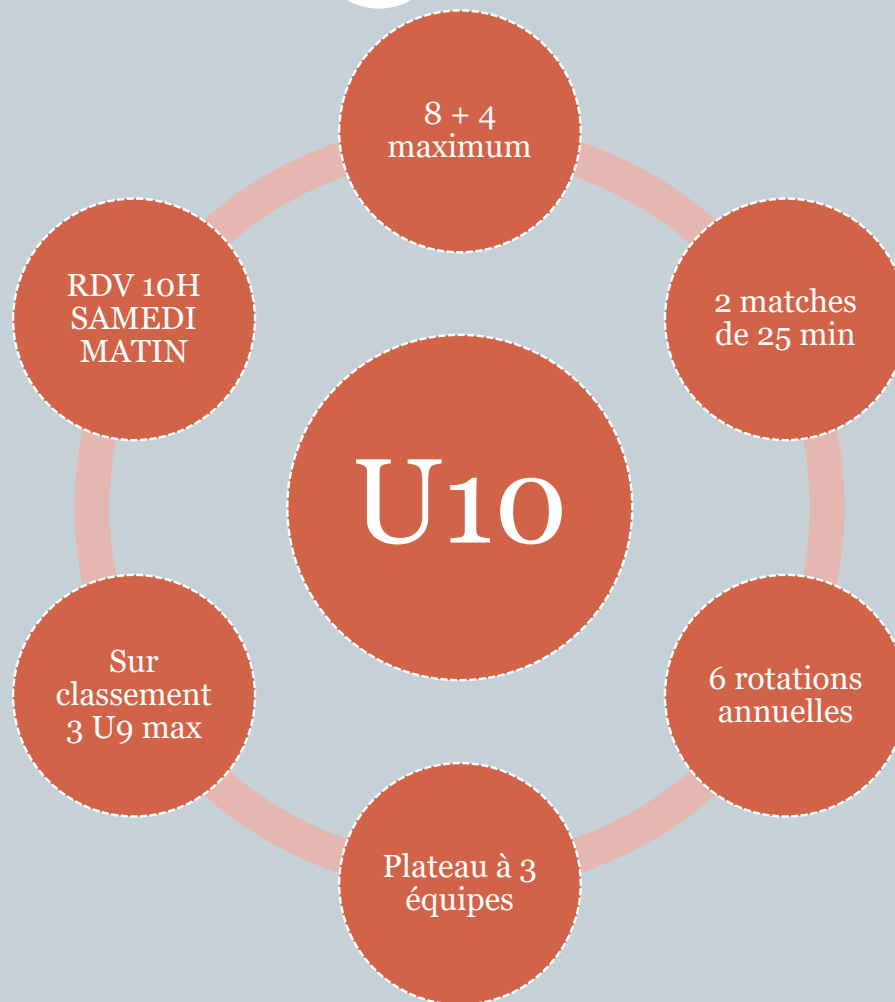 8 + 4
maximum
2 matches
de 25 min
6 rotations
annuelles
Plateau à 3
équipes
Sur
classement
3 U9 max
RDV 10H
SAMEDI
MATIN
U10